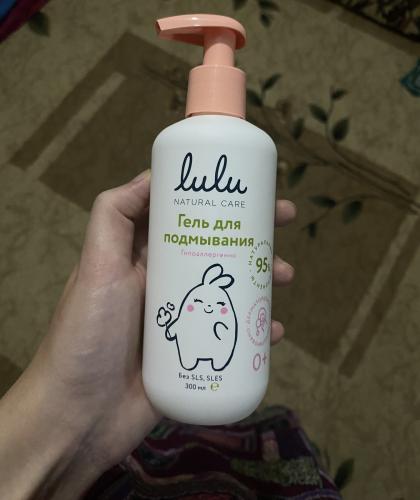 lulu
NATURAL CARE
Гель для
подмывания
Гипоаллергенно
95%
0+
Без SLS, SLES
300 мл e